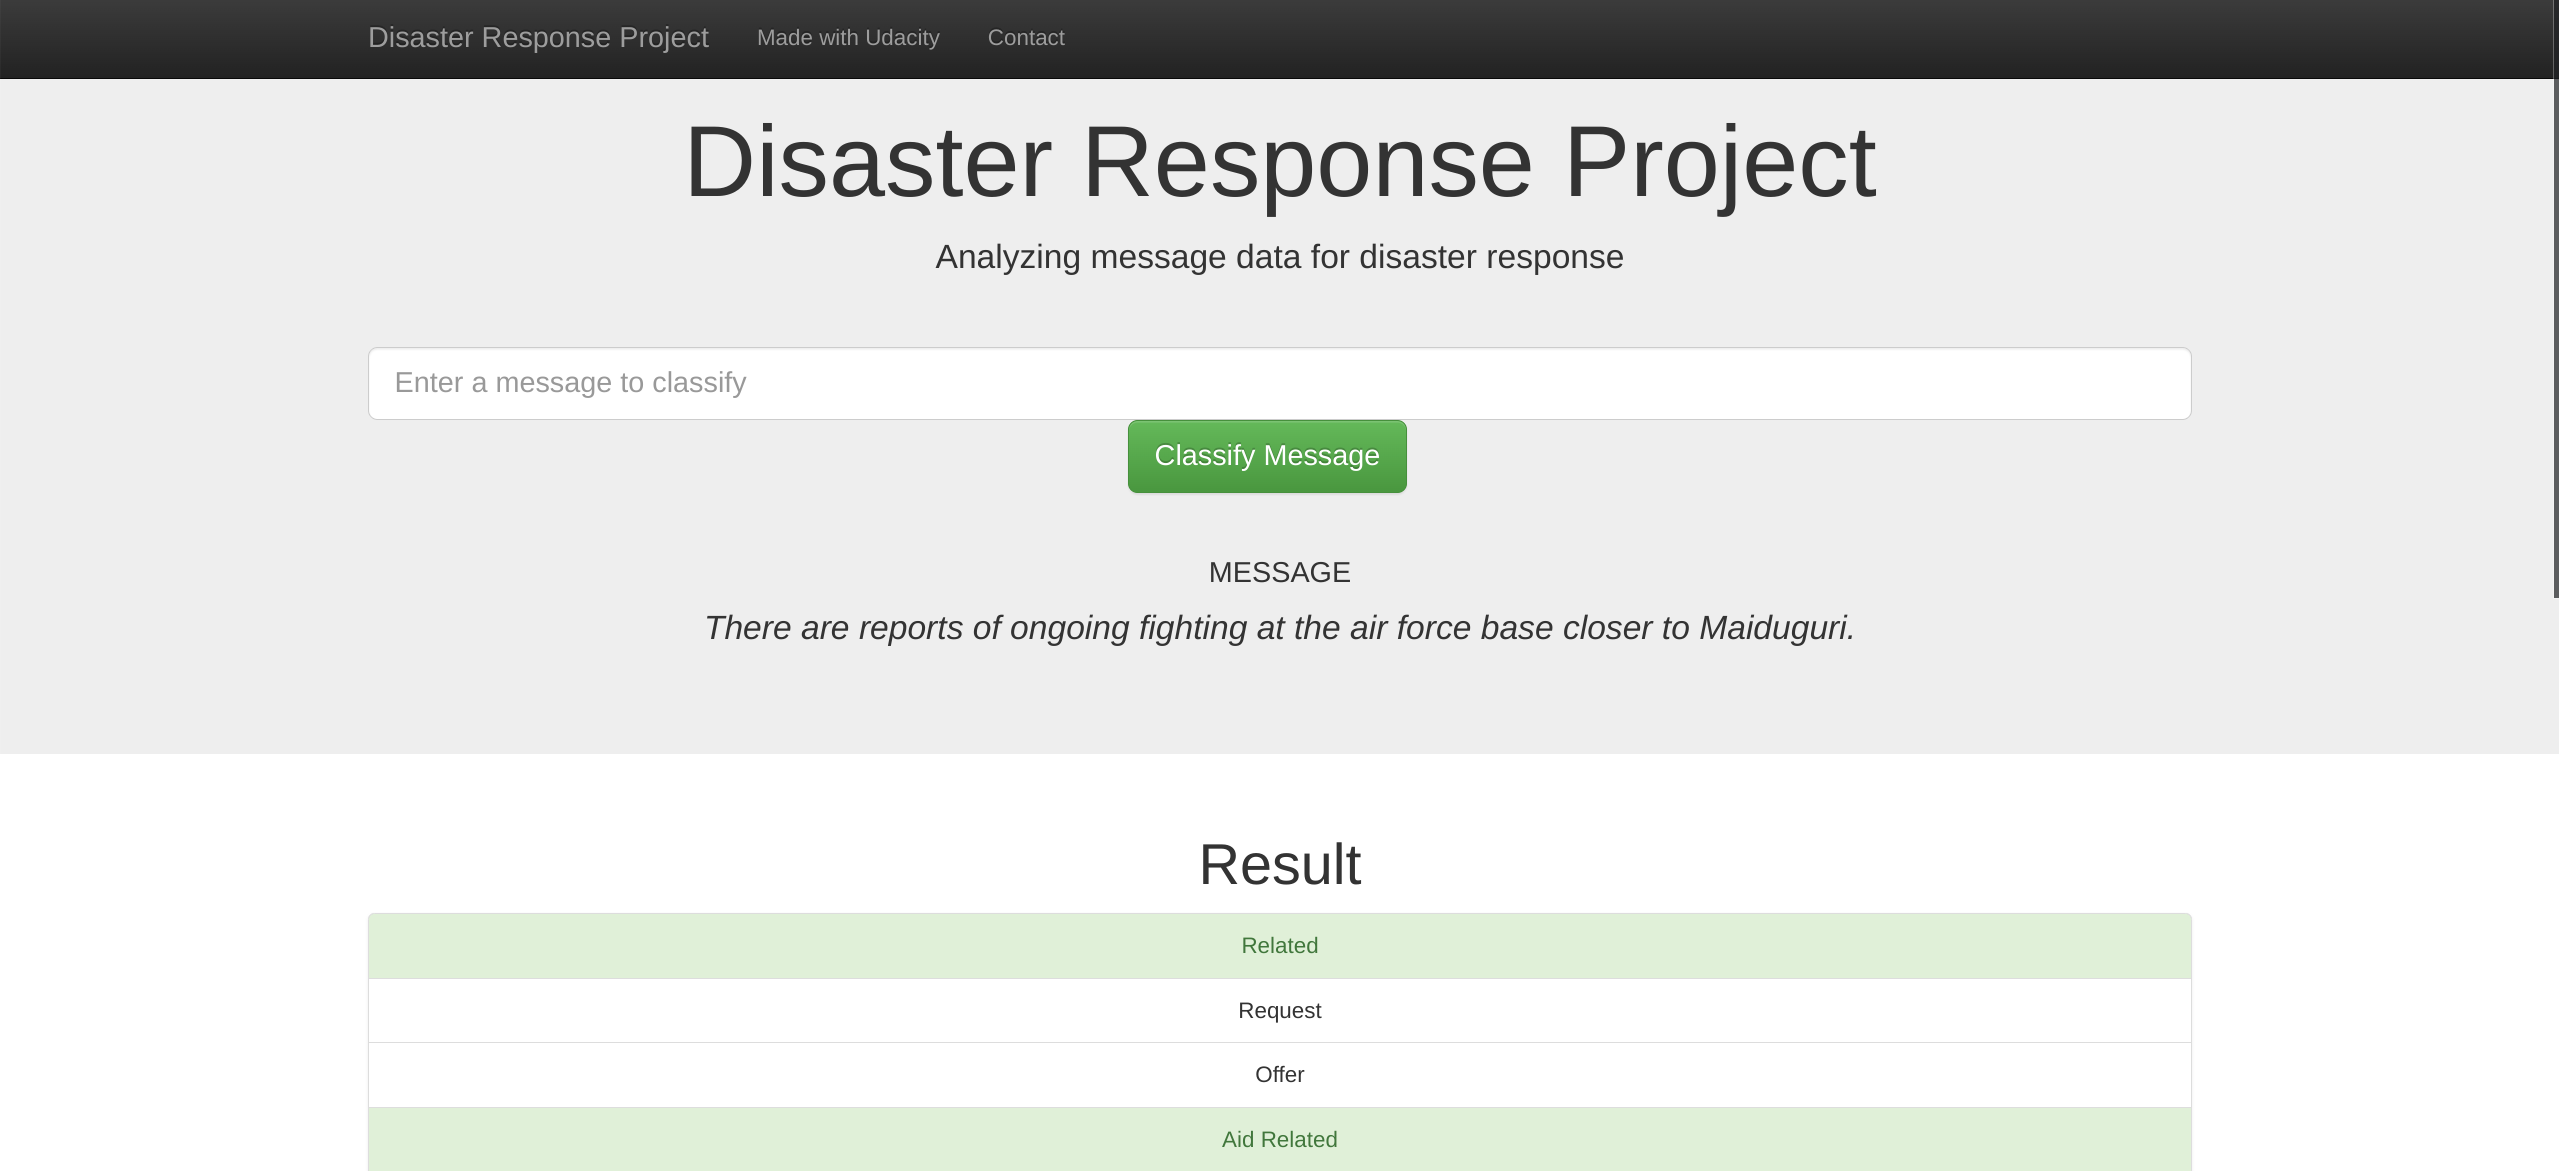 Disaster Response Project Made with Udacity Contact
Disaster Response Project
Analyzing message data for disaster response
Enter a message to classify
Classify Message
MESSAGE
There are reports of ongoing fighting at the air force base closer to Maiduguri.
Result
Related
Request
Offer
Aid Related